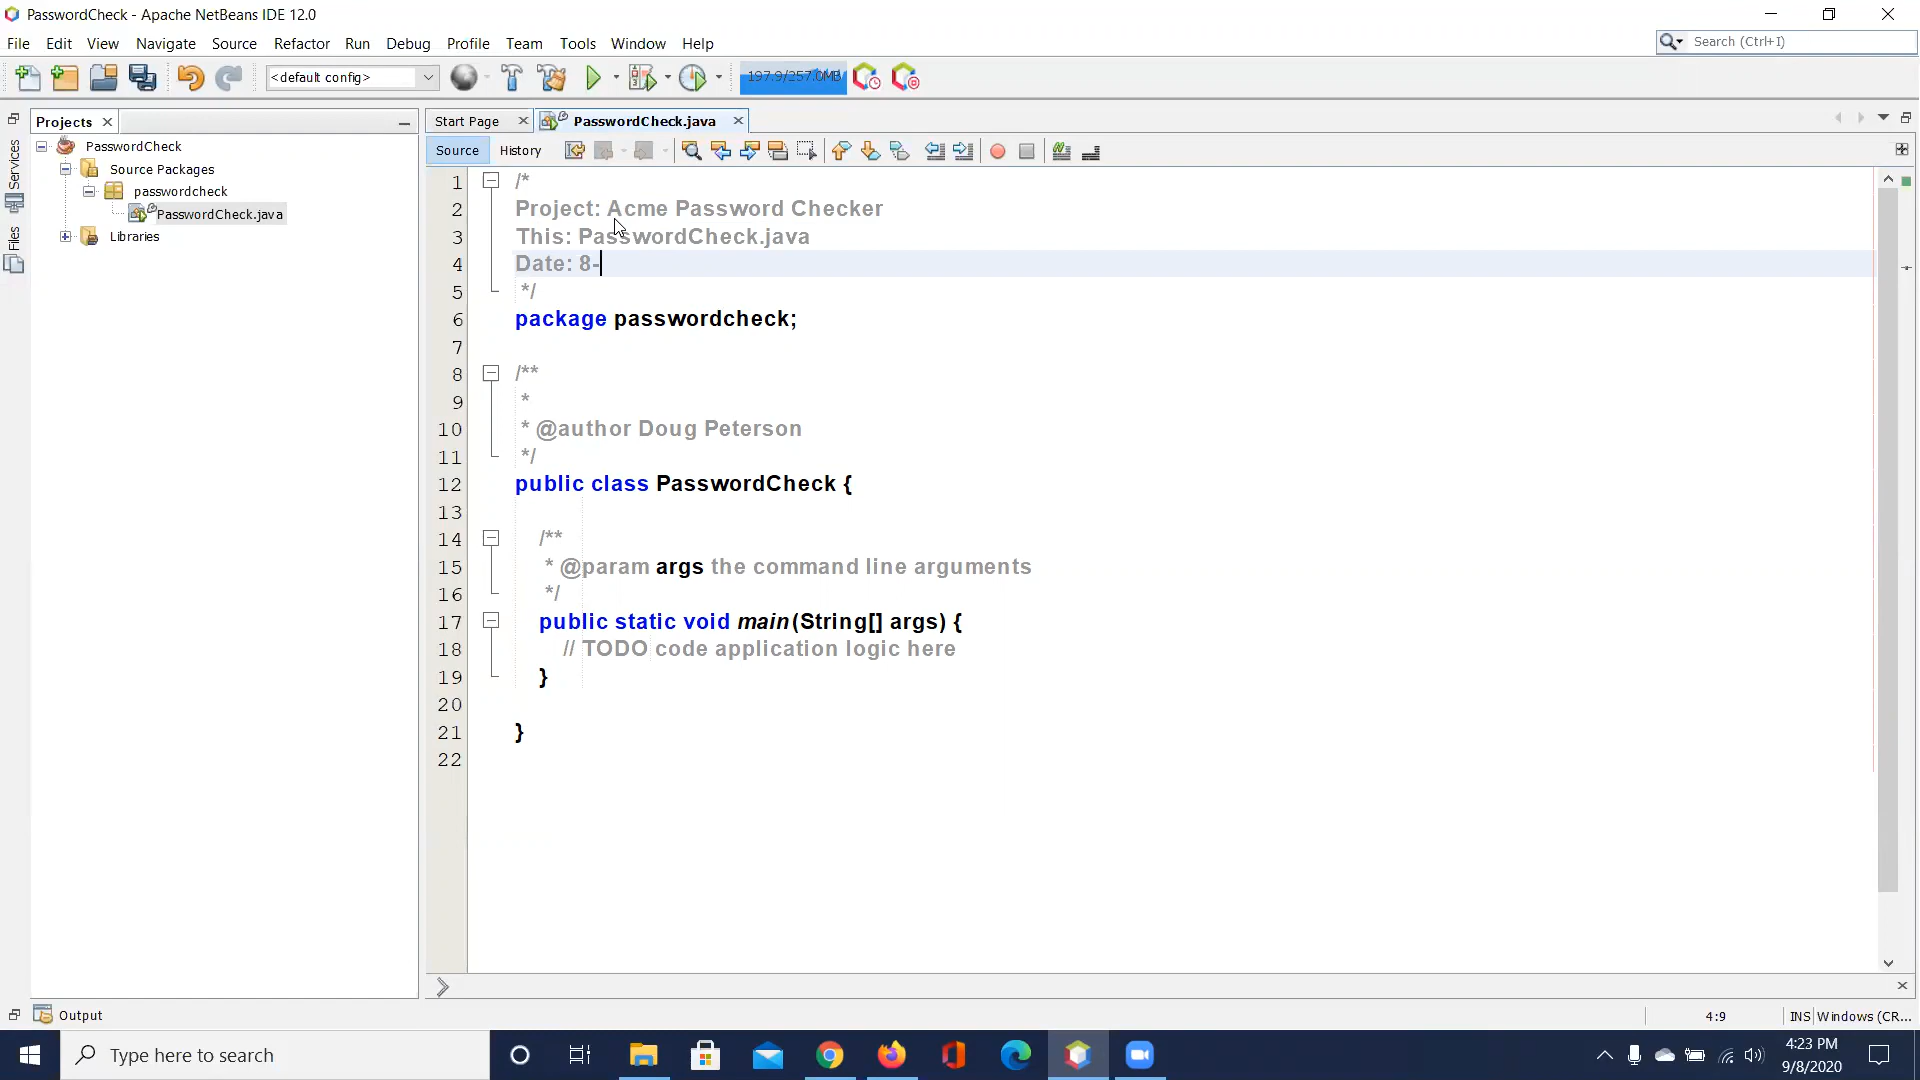 PasswordCheck - Apache NetBeans IDE 12.0
File Edit View Navigate Source Refactor Run Debug Profile Team Tools Window Help
Search (Ctrl+I)
<default config>
197.9/257.0MB
Projects
Start Page
PasswordCheck.java
Services
Files
PasswordCheck
Source Packages
passwordcheck
PasswordCheck.java
Libraries
Source History
1 /*
2 Project: Acme Password Checker
3 This: PasswordCheck.java
4 Date: 8-
5 */
6 package passwordcheck;
7
8 /**
9 *
10 * @author Doug Peterson
11 */
12 public class PasswordCheck {
13
14 /**
15 * @param args the command line arguments
16 */
17 public static void main(String[] args) {
18 // TODO code application logic here
19 }
20
21 }
22
Output
4:9 INS Windows (CR...
Type here to search
4:23 PM
9/8/2020